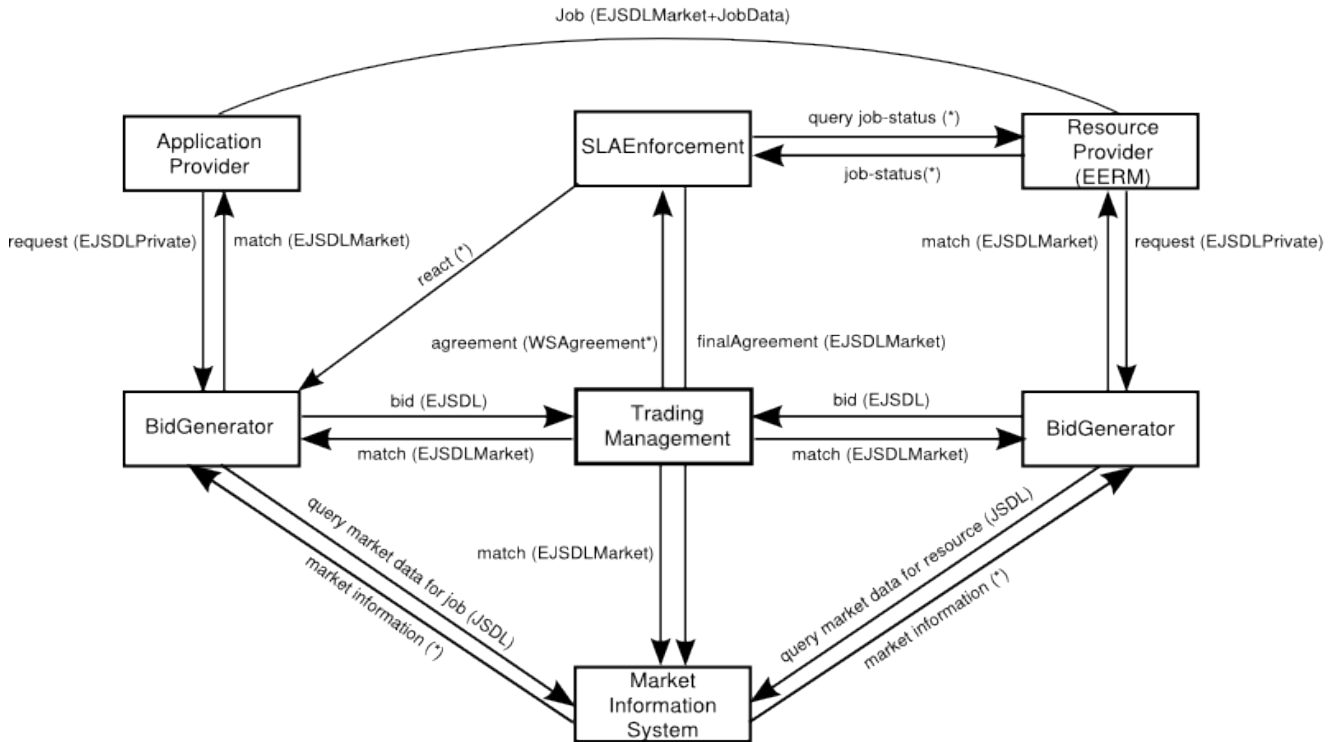 Job (EJSDLMarket+JobData)
Application
Provider
SLAEnforcement
query job-status (*)
job-status(*)
Resource
Provider
(EERM)
request (EJSDLPrivate)
match (EJSDLMarket)
react (*)
match (EJSDLMarket)
request (EJSDLPrivate)
agreement (WSAgreement*)
finalAgreement (EJSDLMarket)
BidGenerator
bid (EJSDL)
match (EJSDLMarket)
Trading
Management
bid (EJSDL)
match (EJSDLMarket)
BidGenerator
query market data for job (JSDL)
market information (*)
match (EJSDLMarket)
query market data for resource (JSDL)
market information (*)
Market
Information
System